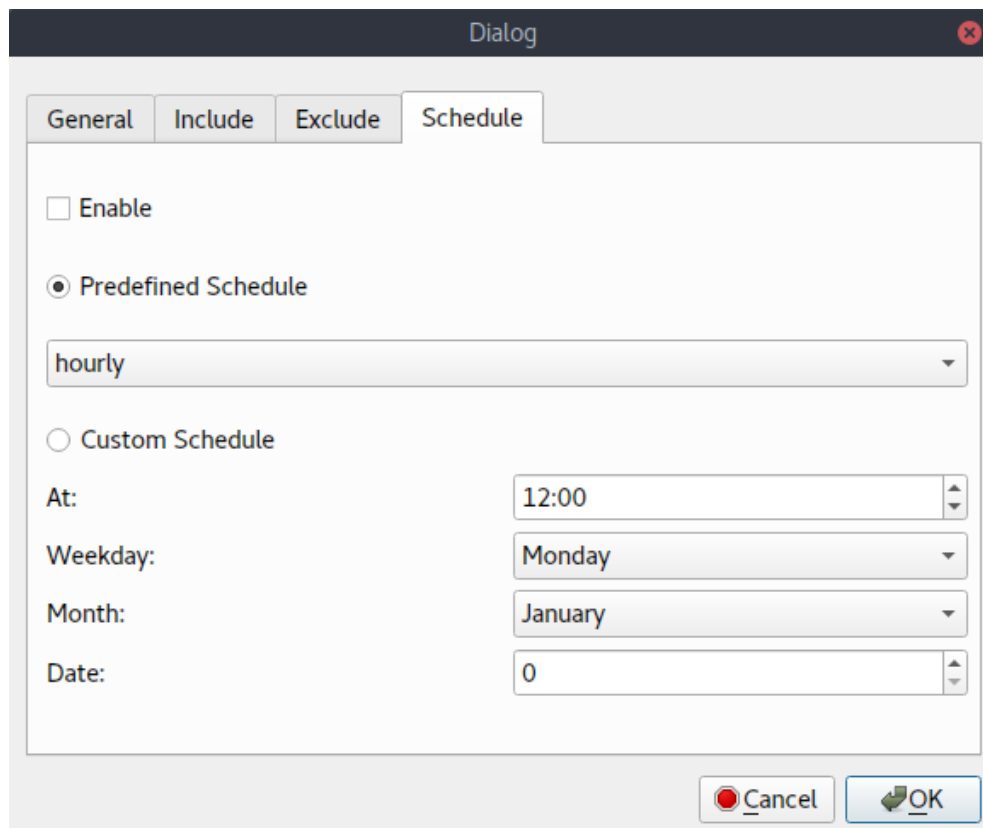 Dialog
General Include Exclude Schedule
Enable
Predefined Schedule
hourly
Custom Schedule
At: 12:00
Weekday: Monday
Month: January
Date: 0
Cancel OK